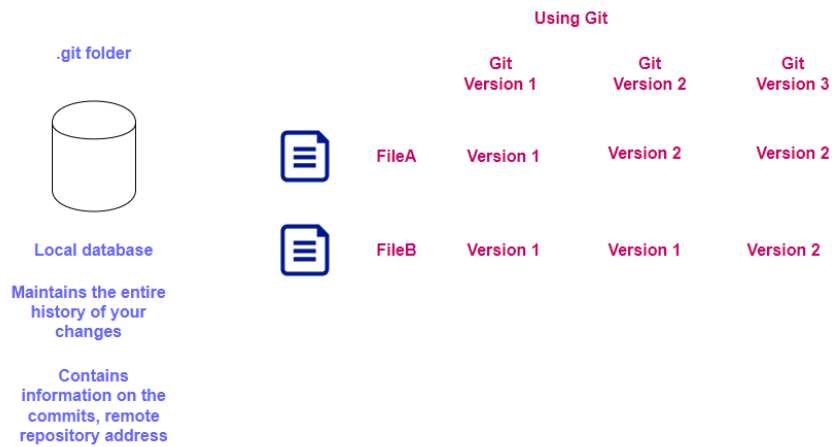 Using Git
.git folder
Git
Version 1
Git
Version 2
Git
Version 3
FileA
Version 1
Version 2
Version 2
FileB
Version 1
Version 1
Version 2
Local database
Maintains the entire
history of your
changes
Contains
information on the
commits, remote
repository address